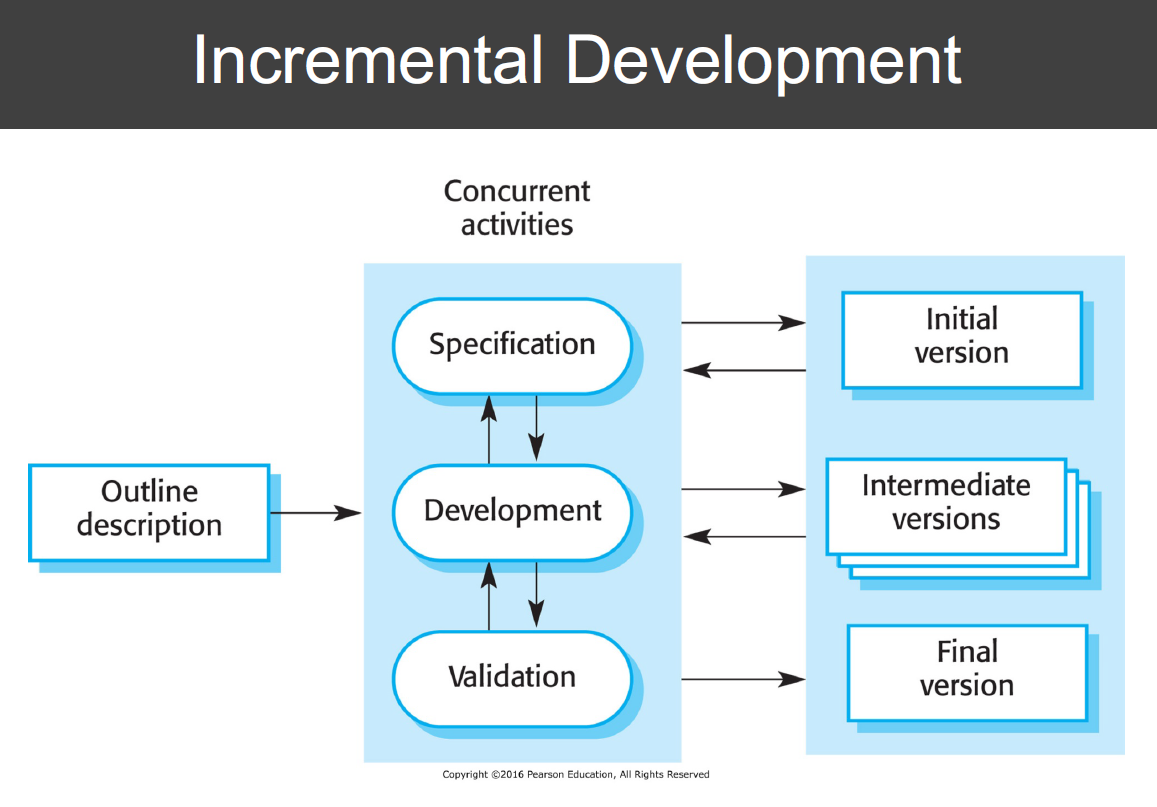 Incremental Development
Concurrent
activities
Specification
Initial
version
Outline
description
Development
Intermediate
versions
Validation
Final
version
Copyright ©2016 Pearson Education, All Rights Reserved